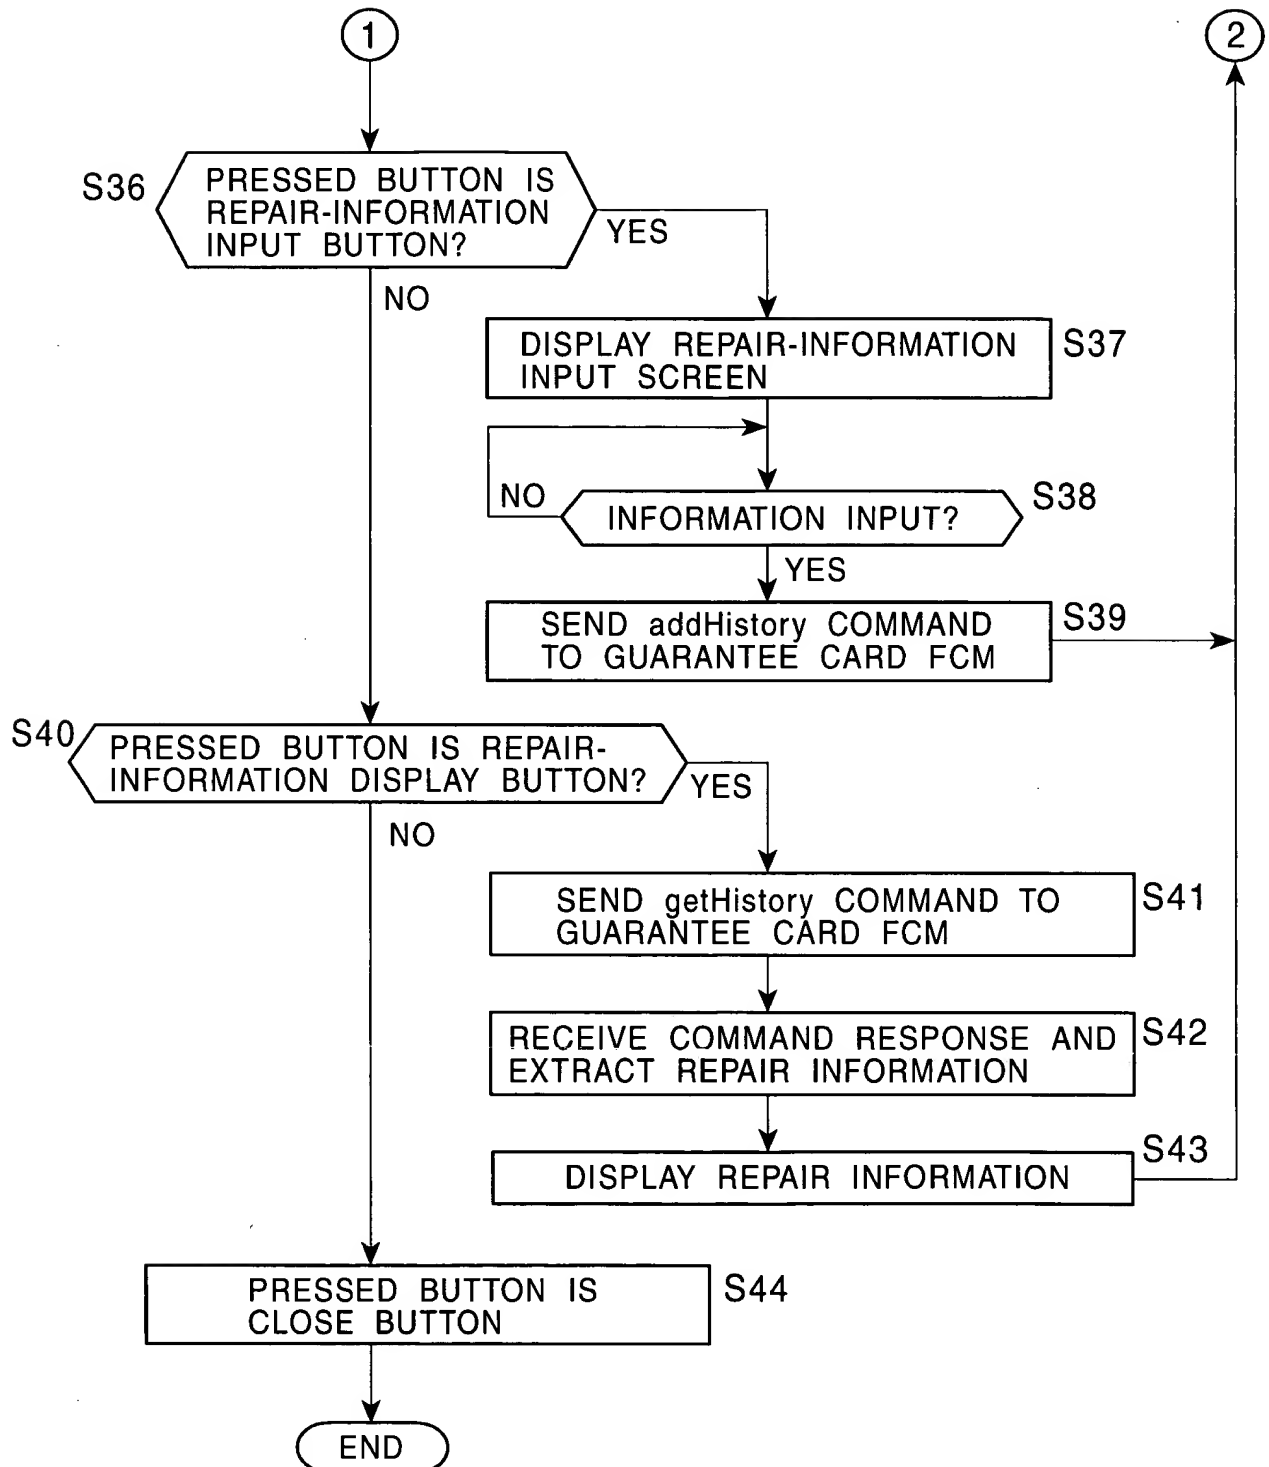 1
2
S36
PRESSED BUTTON IS
REPAIR-INFORMATION
INPUT BUTTON?
YES
NO
DISPLAY REPAIR-INFORMATION
INPUT SCREEN
S37
NO
INFORMATION INPUT?
S38
YES
SEND addHistory COMMAND
TO GUARANTEE CARD FCM
S39
S40
PRESSED BUTTON IS REPAIR-
INFORMATION DISPLAY BUTTON?
YES
NO
SEND getHistory COMMAND TO
GUARANTEE CARD FCM
S41
RECEIVE COMMAND RESPONSE AND
EXTRACT REPAIR INFORMATION
S42
DISPLAY REPAIR INFORMATION
S43
PRESSED BUTTON IS
CLOSE BUTTON
S44
END